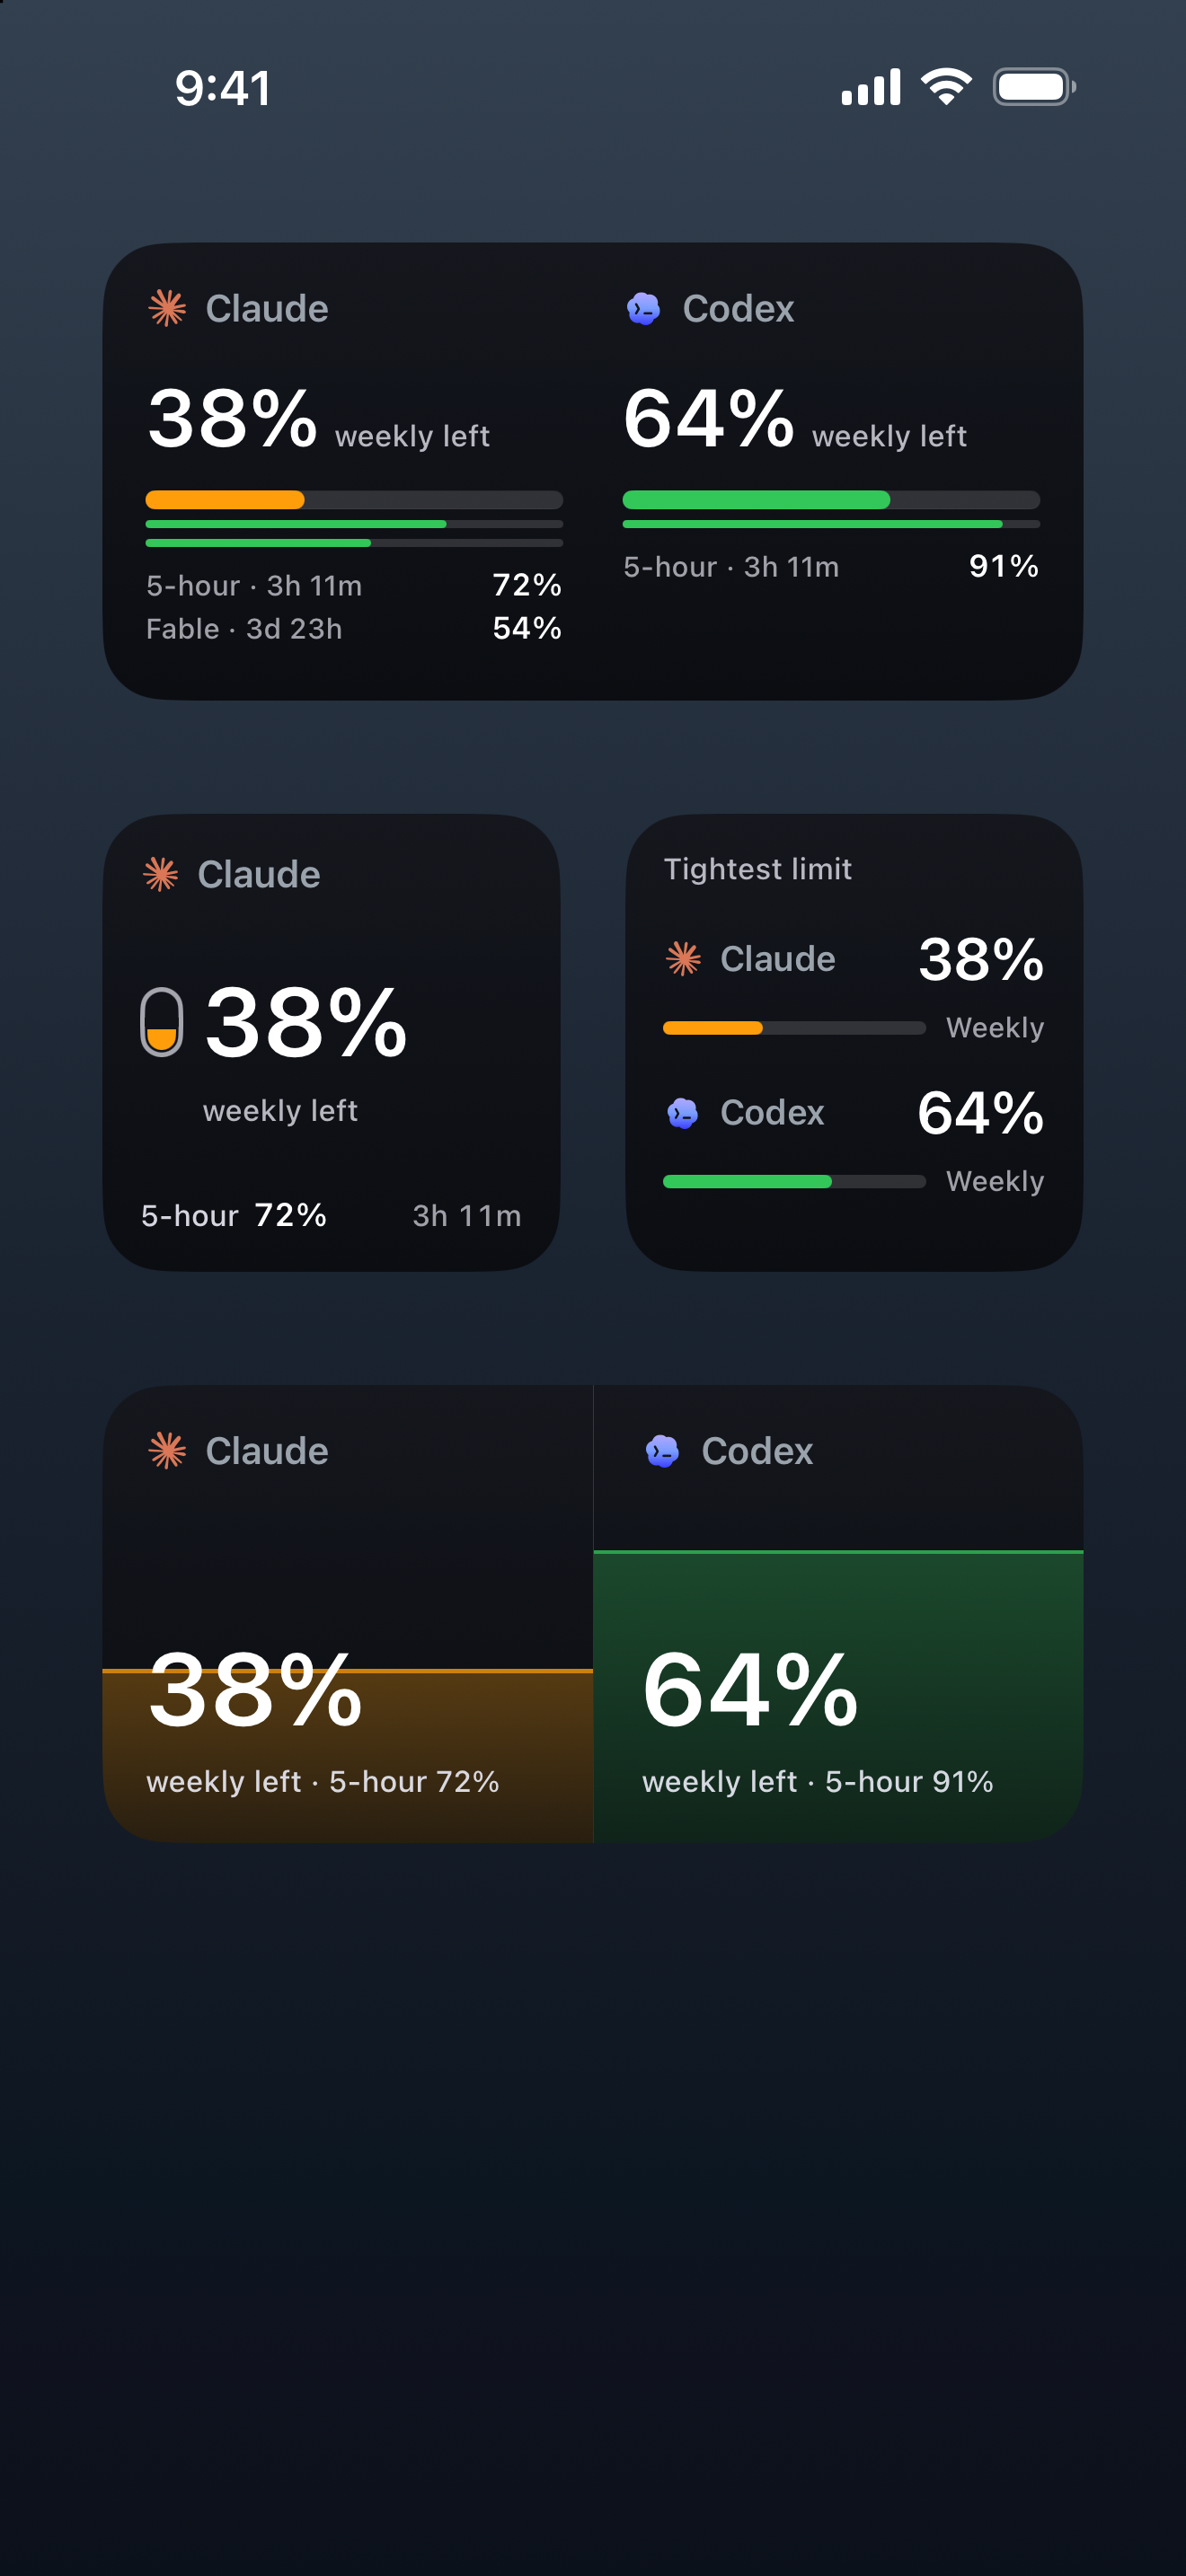 9:41
Claude
38% weekly left
5-hour · 3h 11m 72%
Fable · 3d 23h 54%
Codex
64% weekly left
5-hour · 3h 11m 91%
Claude
38%
weekly left
5-hour 72% 3h 11m
Tightest limit
Claude 38%
Weekly
Codex 64%
Weekly
Claude
38%
weekly left · 5-hour 72%
Codex
64%
weekly left · 5-hour 91%